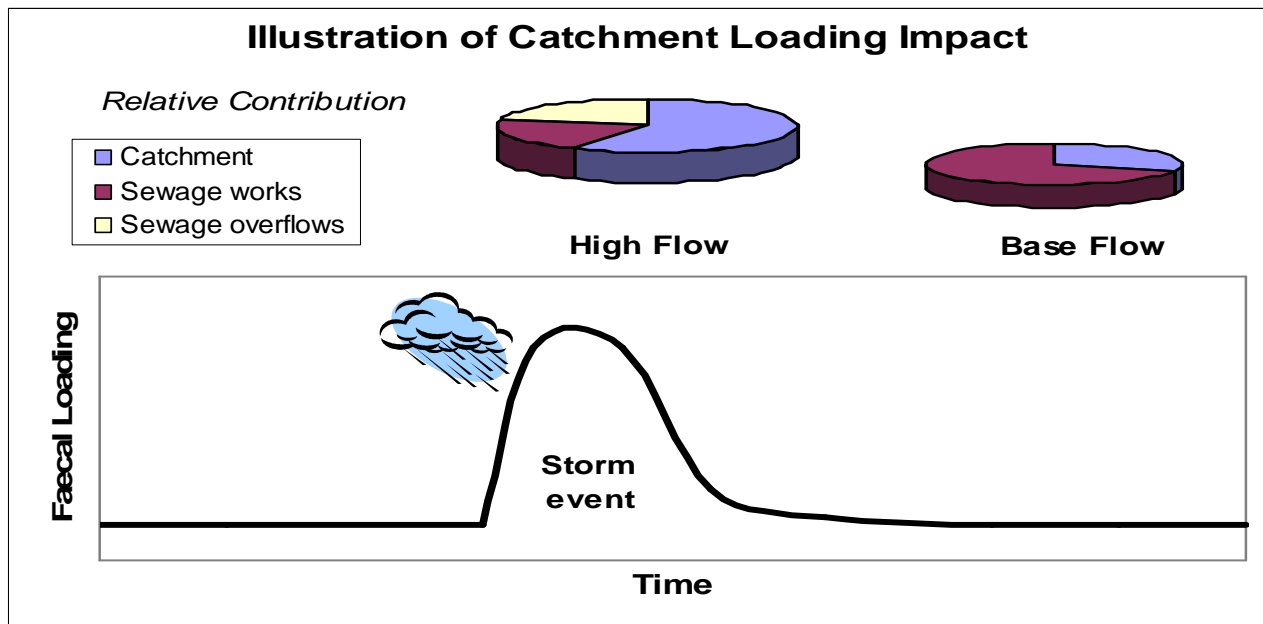 Illustration of Catchment Loading Impact
Relative Contribution
Catchment
Sewage works
Sewage overflows
High Flow
Base Flow
Faecal Loading
Storm
event
Time